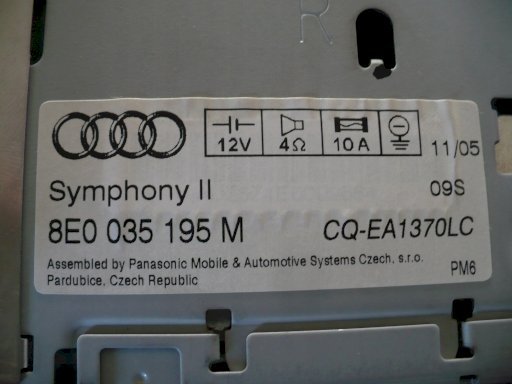 R
12V 4Ω 10A 11/05
Symphony II 09S
8E0 035 195 M CQ-EA1370LC
Assembled by Panasonic Mobile & Automotive Systems Czech, s.r.o.
Pardubice, Czech Republic PM6